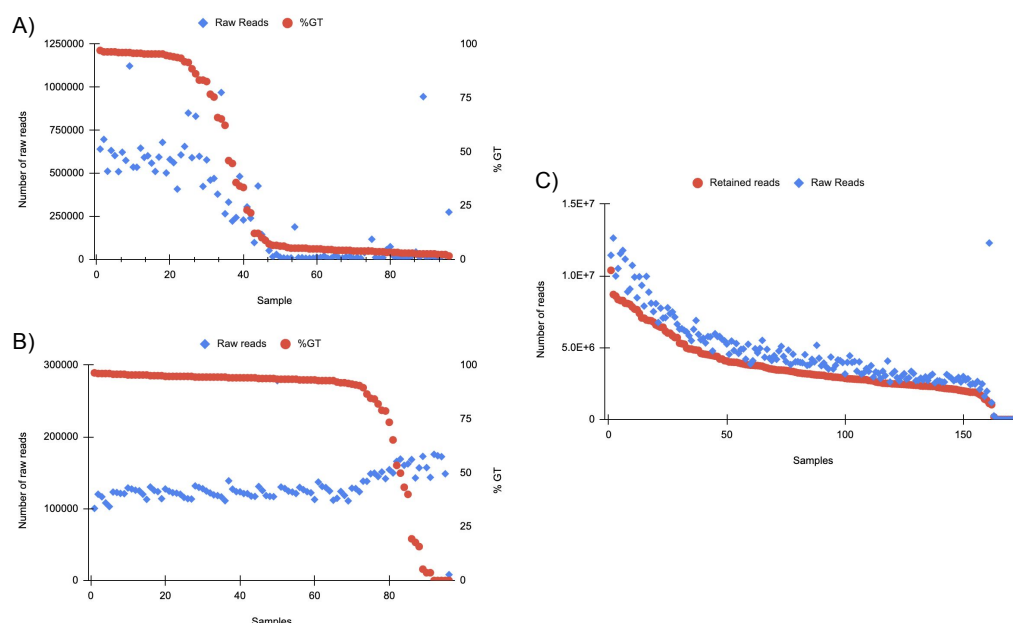 A)
Raw Reads %GT
1250000 100
1000000
75
750000
50
500000
25
250000
0 0
0 20 40 60 80
Number of raw reads
% GT
Sample
B)
Raw reads %GT
300000 100
75
200000
50
100000
25
0 0
0 20 40 60 80
Number of raw reads
% GT
Samples
C)
Retained reads Raw Reads
1.5E+7
1.0E+7
5.0E+6
0
0 50 100 150
Number of reads
Samples